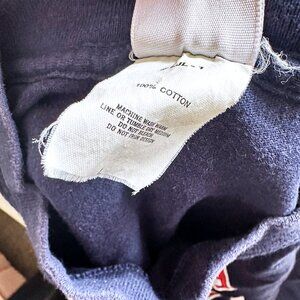 100% COTTON
MACHINE WASH WARM
LINE OR TUMBLE DRY MEDIUM
DO NOT BLEACH
DO NOT IRON DESIGN